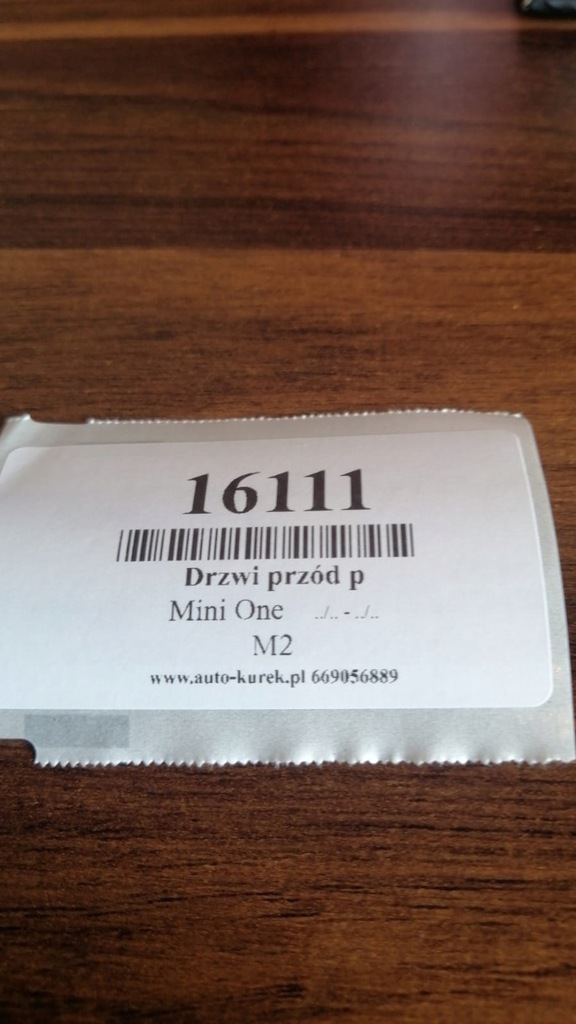 16111
Drzwi przód p
Mini One ../.. - ../..
M2
www.auto-kurek.pl 669056889